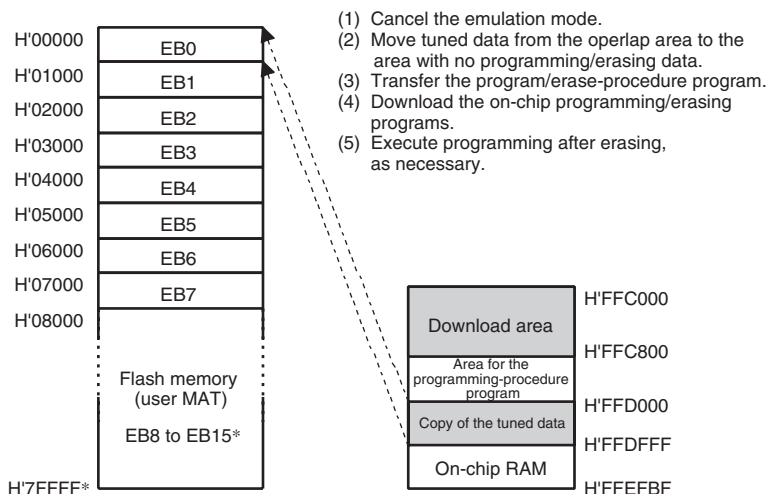 (1) Cancel the emulation mode.
(2) Move tuned data from the operlap area to the
area with no programming/erasing data.
(3) Transfer the program/erase-procedure program.
(4) Download the on-chip programming/erasing
programs.
(5) Execute programming after erasing,
as necessary.
H'00000
EB0
H'01000
EB1
H'02000
EB2
H'03000
EB3
H'04000
EB4
H'05000
EB5
H'06000
EB6
H'07000
EB7
H'08000
Flash memory
(user MAT)
EB8 to EB15*
H'7FFFF*
H'FFC000
Download area
H'FFC800
Area for the
programming-procedure
program
H'FFD000
Copy of the tuned data
H'FFDFFF
On-chip RAM
H'FFEFBF